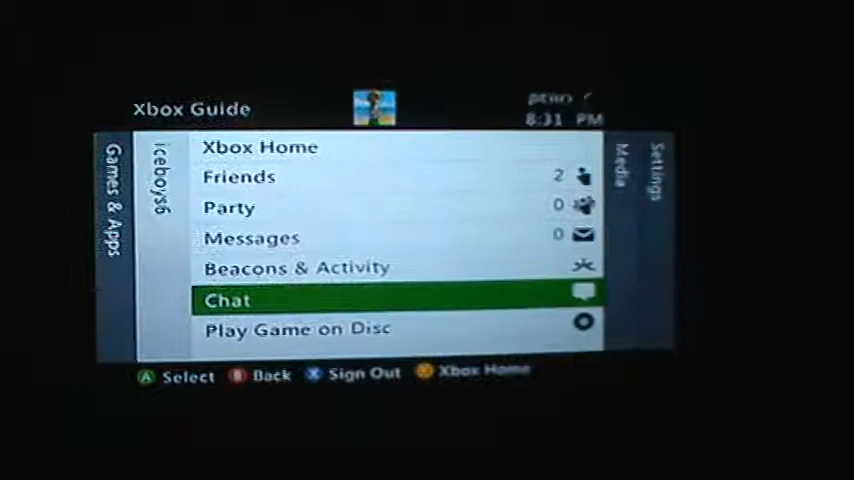 Xbox Guide
8:31 PM
Games & Apps
iceboys6
Xbox Home
Friends 2
Party 0
Messages 0
Beacons & Activity
Chat
Play Game on Disc
Media
Settings
A Select B Back X Sign Out Y Xbox Home